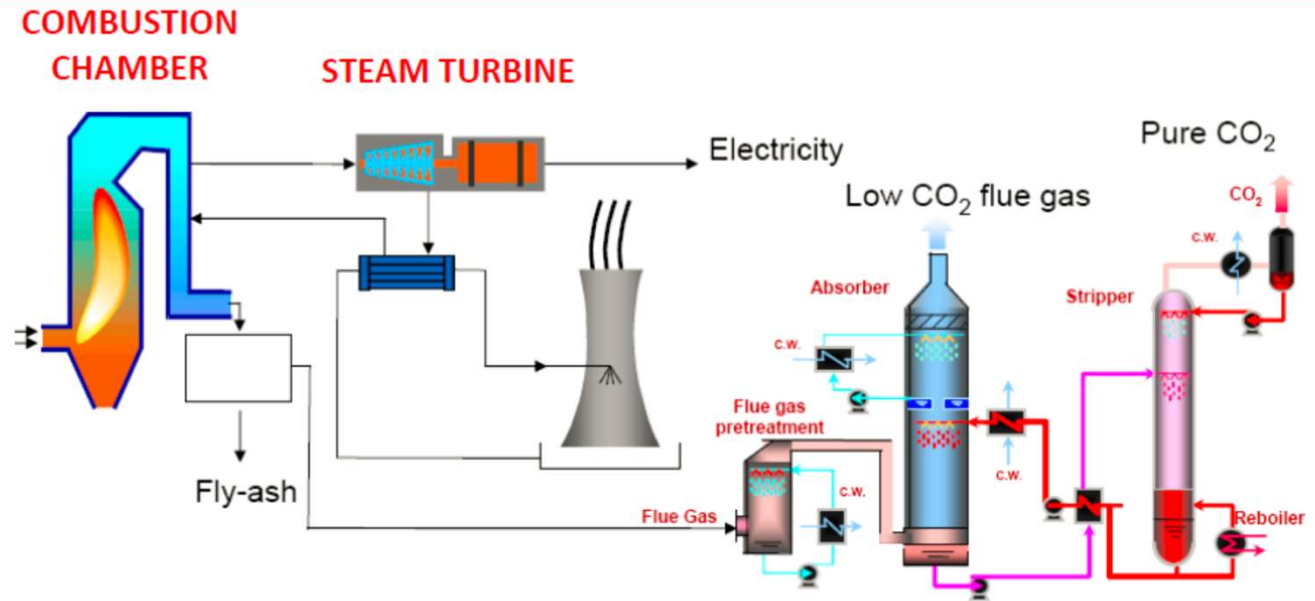 COMBUSTION
CHAMBER
STEAM TURBINE
Electricity
Pure CO₂
Low CO₂ flue gas
CO₂
C.W.
Absorber
Stripper
C.W.
Flue gas
pretreatment
C.W.
C.W.
Fly-ash
Flue Gas
Reboiler